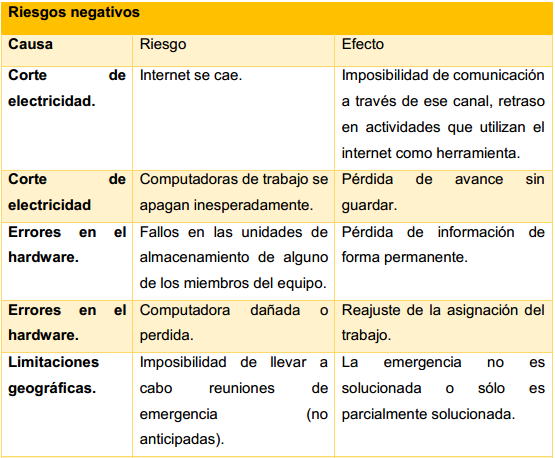 Riesgos negativos
Causa
Riesgo
Efecto
Corte de
electricidad.
Internet se cae.
Imposibilidad de comunicación
a través de ese canal, retraso
en actividades que utilizan el
internet como herramienta.
Corte de
electricidad
Computadoras de trabajo se
apagan inesperadamente.
Pérdida de avance sin
guardar.
Errores en el
hardware.
Fallos en las unidades de
almacenamiento de alguno
de los miembros del equipo.
Pérdida de información de
forma permanente.
Errores en el
hardware.
Computadora dañada o
perdida.
Reajuste de la asignación del
trabajo.
Limitaciones
geográficas.
Imposibilidad de llevar a
cabo reuniones de
emergencia (no
anticipadas).
La emergencia no es
solucionada o sólo es
parcialmente solucionada.